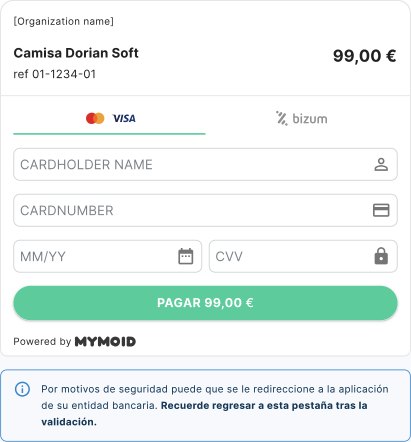 [Organization name]
Camisa Dorian Soft
99,00 €
ref 01-1234-01
VISA
bizum
CARDHOLDER NAME
CARDNUMBER
MM/YY
CVV
PAGAR 99,00 €
Powered by MYMOID
Por motivos de seguridad puede que se le redireccione a la aplicación
de su entidad bancaria. Recuerde regresar a esta pestaña tras la
validación.